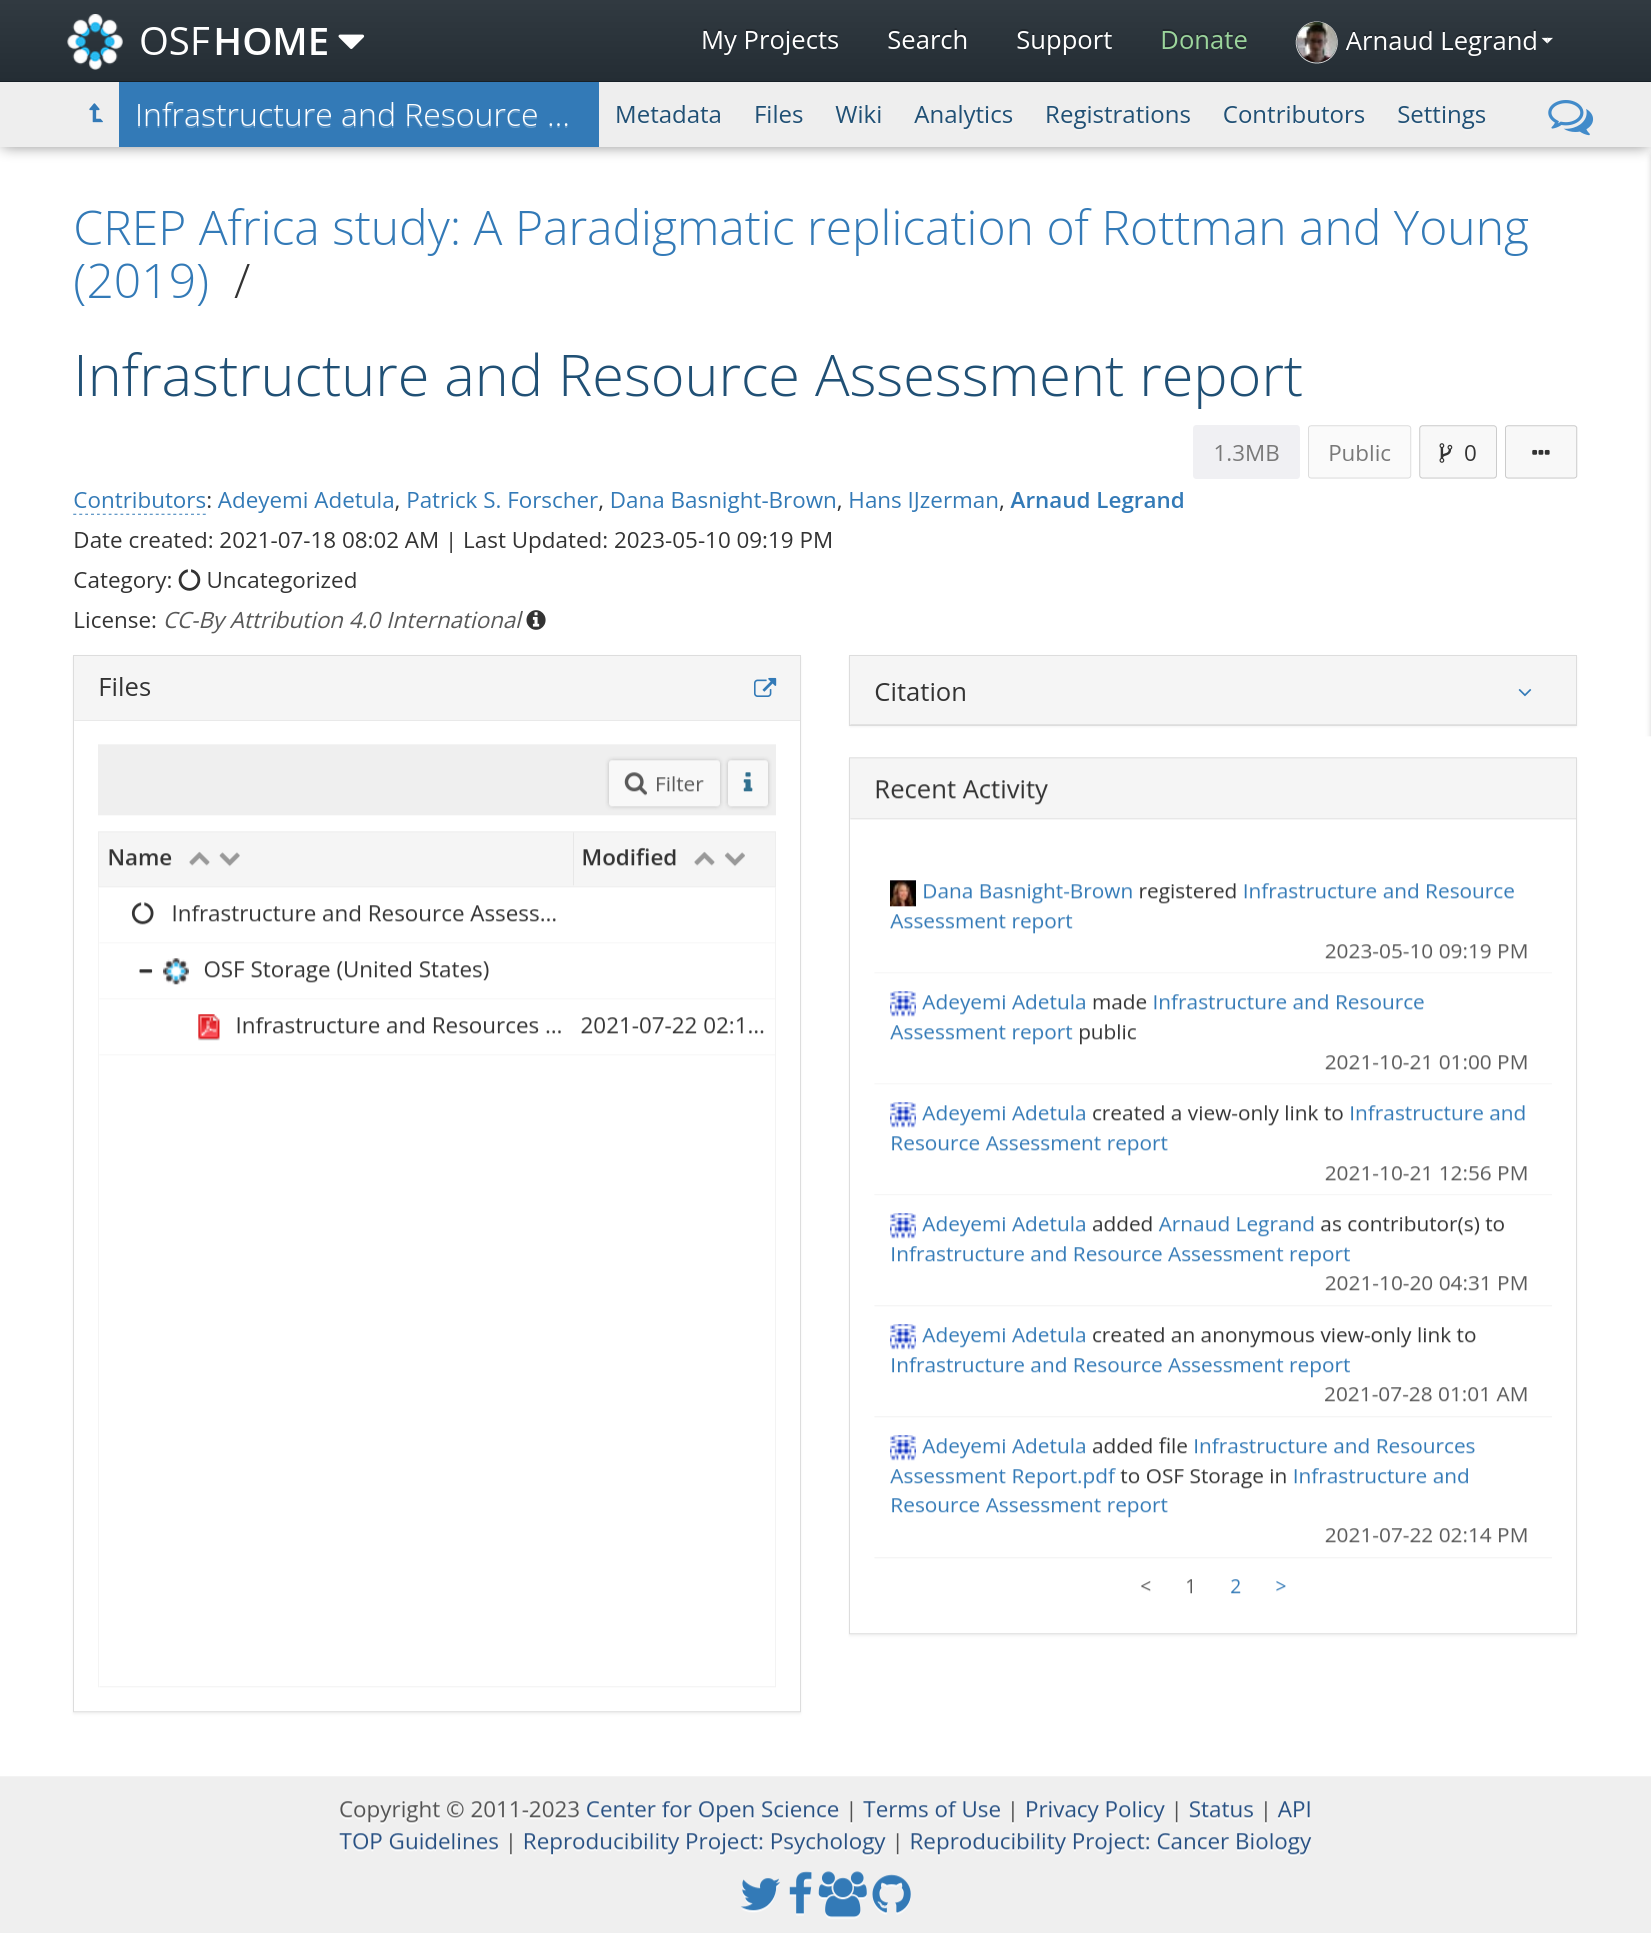 OSFHOME
My Projects
Search
Support
Donate
Arnaud Legrand
Infrastructure and Resource ...
Metadata
Files
Wiki
Analytics
Registrations
Contributors
Settings
CREP Africa study: A Paradigmatic replication of Rottman and Young
(2019) /
Infrastructure and Resource Assessment report
1.3MB
Public
0
Contributors: Adeyemi Adetula, Patrick S. Forscher, Dana Basnight-Brown, Hans IJzerman, Arnaud Legrand
Date created: 2021-07-18 08:02 AM | Last Updated: 2023-05-10 09:19 PM
Category: Uncategorized
License: CC-By Attribution 4.0 International
Files
Filter
Name
Modified
Infrastructure and Resource Assess...
OSF Storage (United States)
Infrastructure and Resources ...
2021-07-22 02:1...
Citation
Recent Activity
Dana Basnight-Brown registered Infrastructure and Resource
Assessment report
2023-05-10 09:19 PM
Adeyemi Adetula made Infrastructure and Resource
Assessment report public
2021-10-21 01:00 PM
Adeyemi Adetula created a view-only link to Infrastructure and
Resource Assessment report
2021-10-21 12:56 PM
Adeyemi Adetula added Arnaud Legrand as contributor(s) to
Infrastructure and Resource Assessment report
2021-10-20 04:31 PM
Adeyemi Adetula created an anonymous view-only link to
Infrastructure and Resource Assessment report
2021-07-28 01:01 AM
Adeyemi Adetula added file Infrastructure and Resources
Assessment Report.pdf to OSF Storage in Infrastructure and
Resource Assessment report
2021-07-22 02:14 PM
< 1 2 >
Copyright © 2011-2023 Center for Open Science | Terms of Use | Privacy Policy | Status | API
TOP Guidelines | Reproducibility Project: Psychology | Reproducibility Project: Cancer Biology